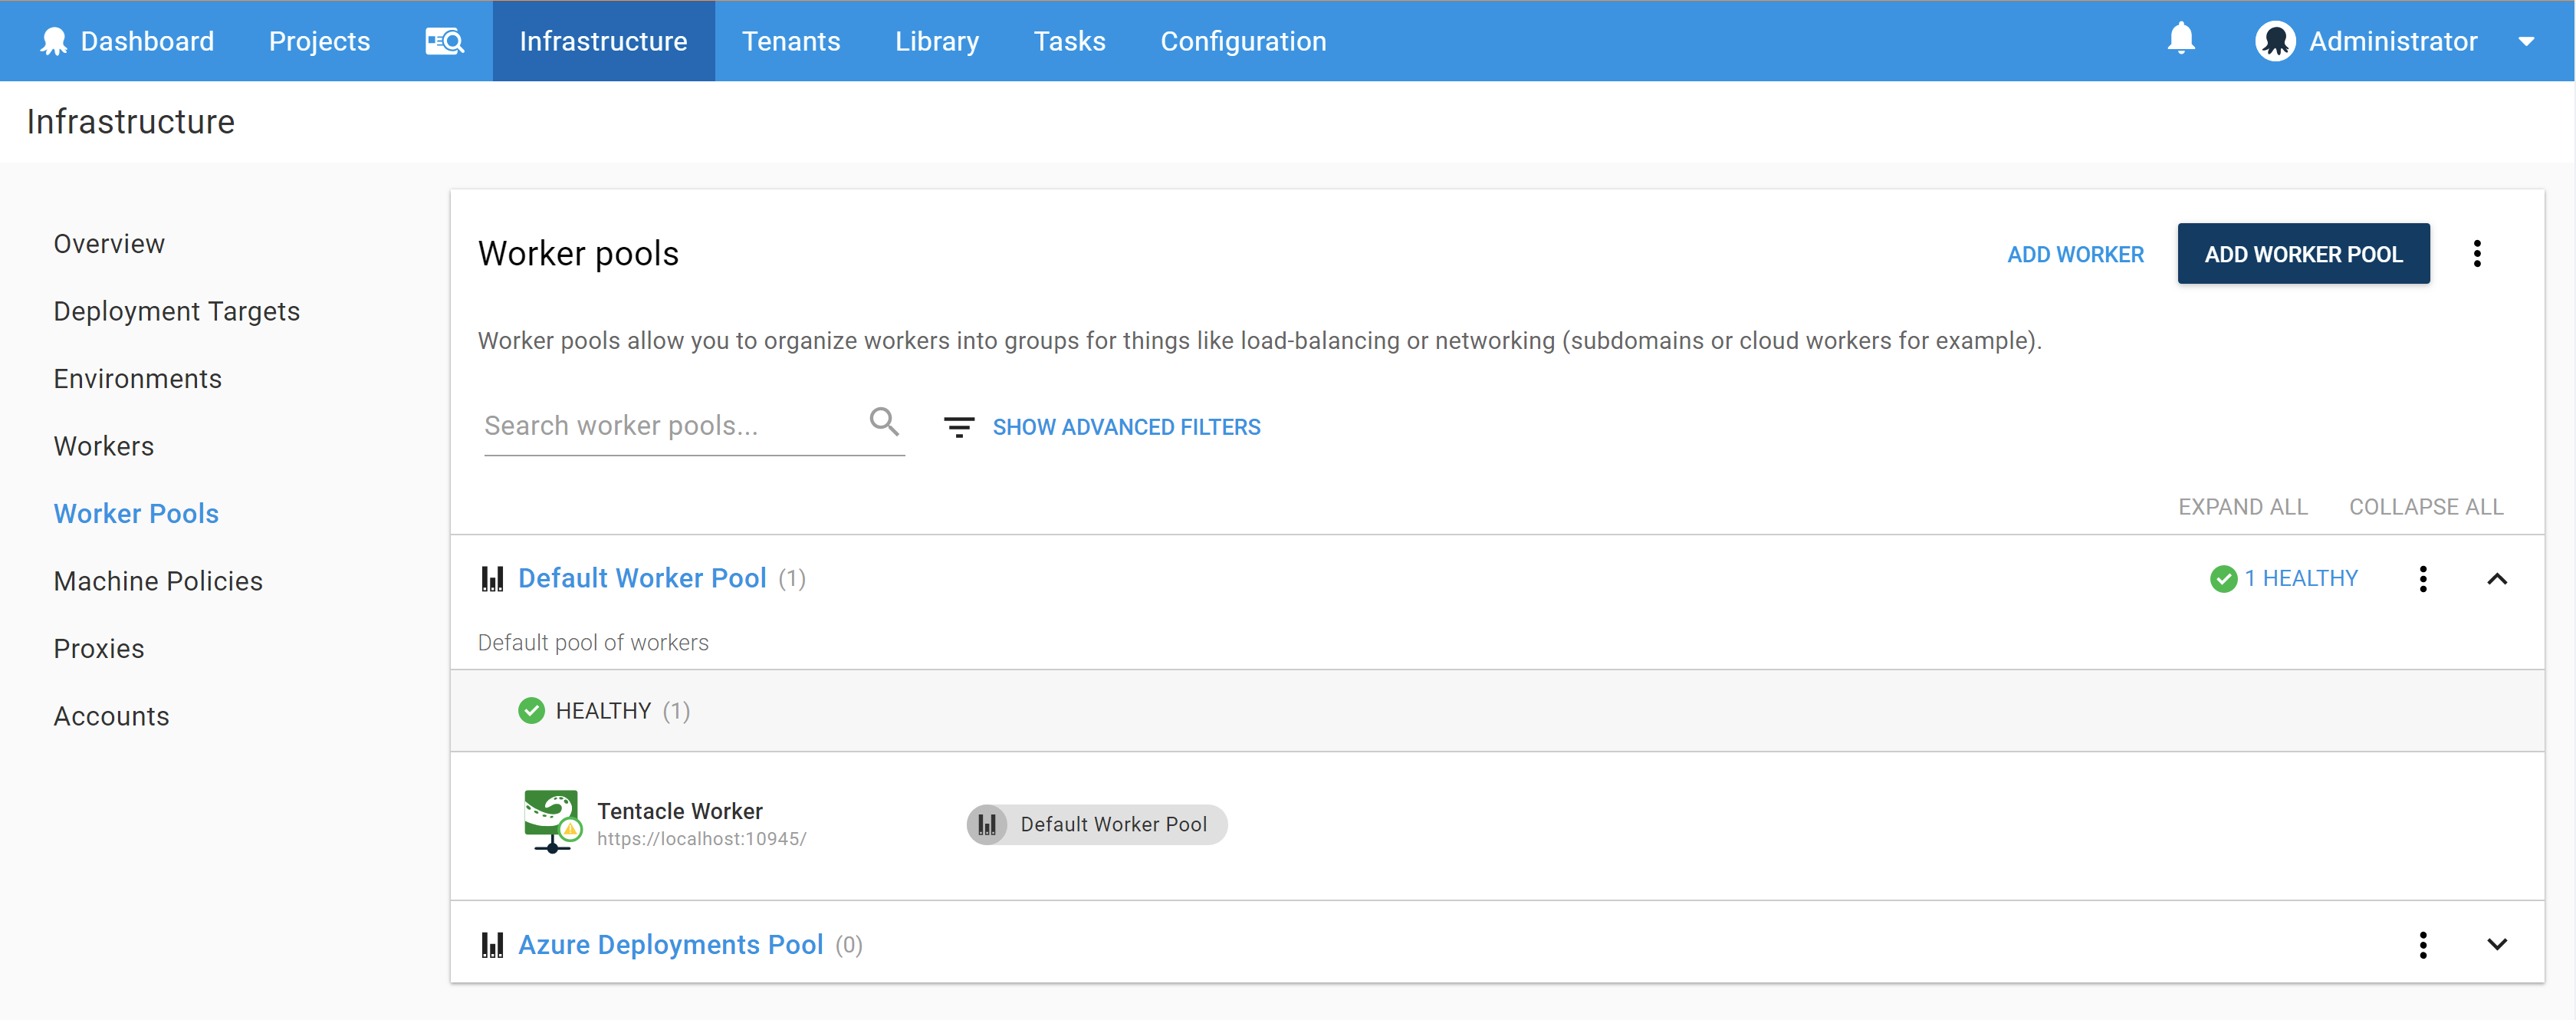 Dashboard Projects Infrastructure Tenants Library Tasks Configuration Administrator
Infrastructure
Overview
Deployment Targets
Environments
Workers
Worker Pools
Machine Policies
Proxies
Accounts
Worker pools
ADD WORKER ADD WORKER POOL
Worker pools allow you to organize workers into groups for things like load-balancing or networking (subdomains or cloud workers for example).
Search worker pools... SHOW ADVANCED FILTERS
EXPAND ALL COLLAPSE ALL
Default Worker Pool (1) 1 HEALTHY
Default pool of workers
HEALTHY (1)
Tentacle Worker
https://localhost:10945/
Default Worker Pool
Azure Deployments Pool (0)